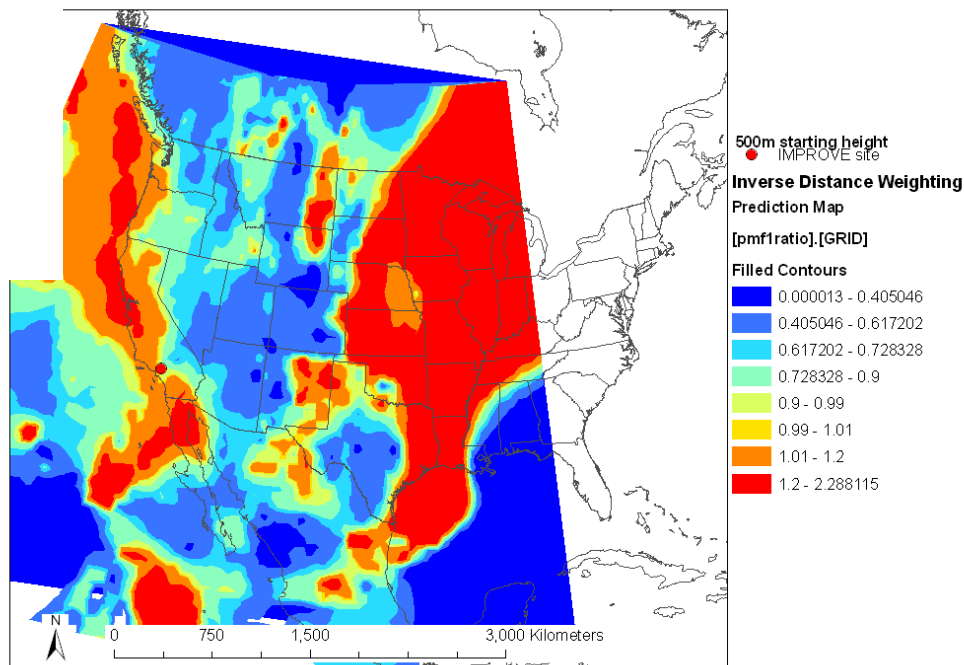 500m starting height
IMPROVE site
Inverse Distance Weighting
Prediction Map
[pmf1ratio].[GRID]
Filled Contours
0.000013 - 0.405046
0.405046 - 0.617202
0.617202 - 0.728328
0.728328 - 0.9
0.9 - 0.99
0.99 - 1.01
1.01 - 1.2
1.2 - 2.288115
N
0 750 1,500 3,000 Kilometers